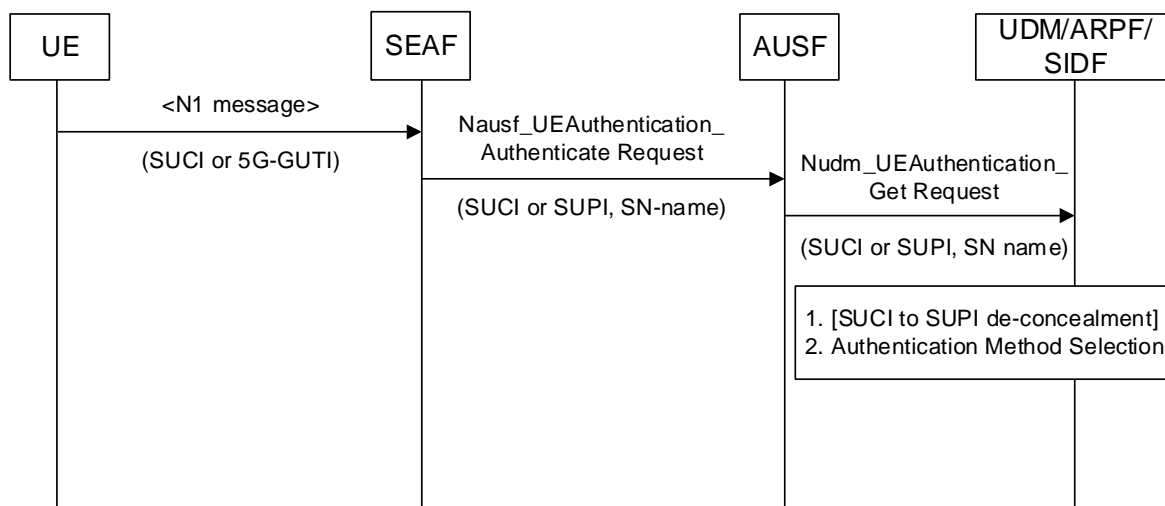 UE
SEAF
AUSF
UDM/ARPF/
SIDF
<N1 message>
(SUCI or 5G-GUTI)
Nausf_UEAuthentication_
Authenticate Request
(SUCI or SUPI, SN-name)
Nudm_UEAuthentication_
Get Request
(SUCI or SUPI, SN name)
1. [SUCI to SUPI de-concealment]
2. Authentication Method Selection